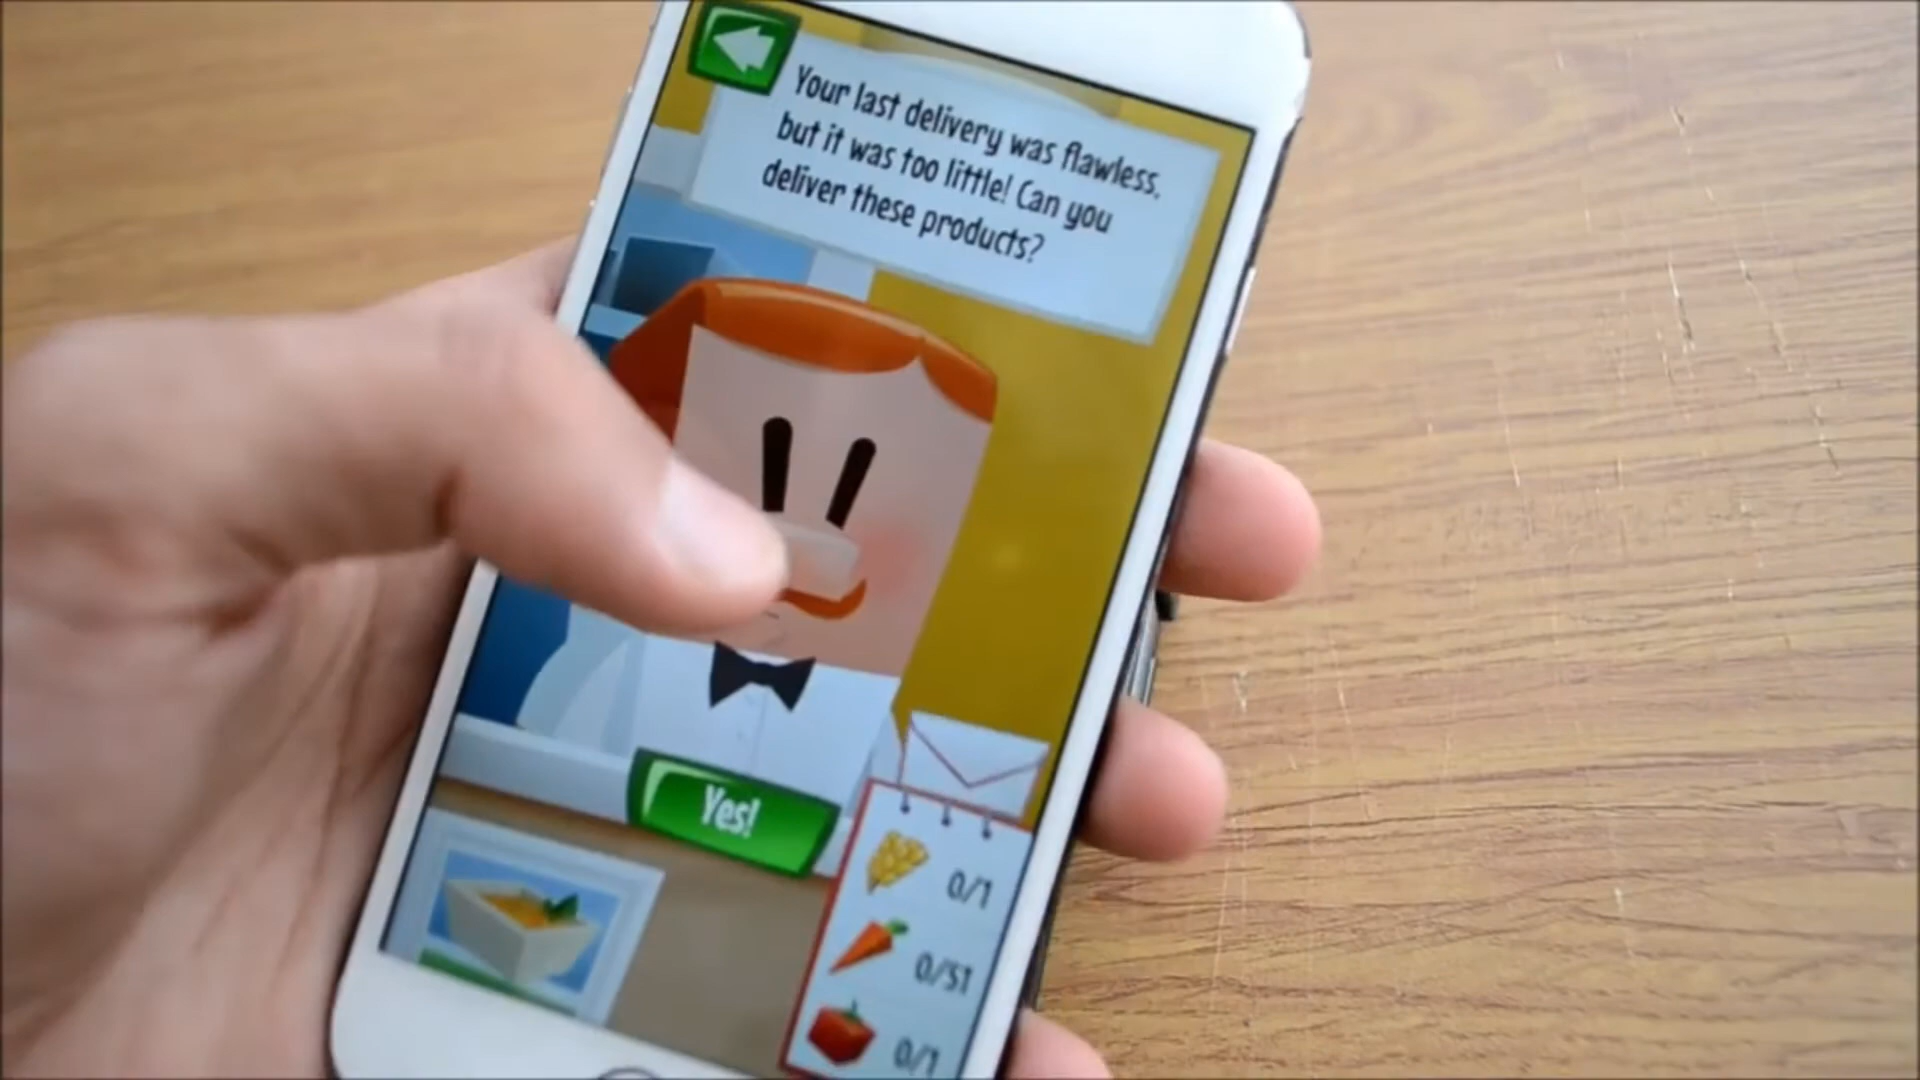 Your last delivery was flawless,
but it was too little! Can you
deliver these products?
Yes!
0/1
0/51
0/1